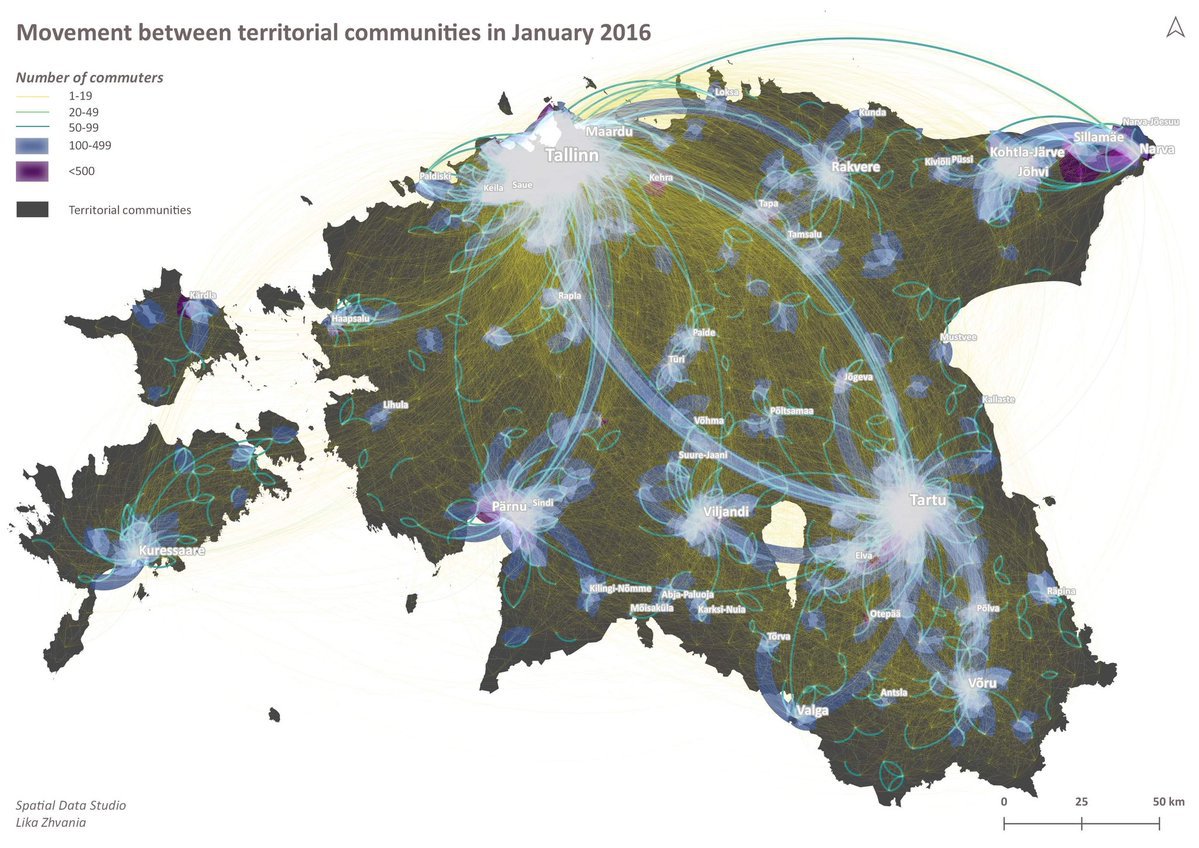 Movement between territorial communities in January 2016
Number of commuters
1-19
20-49
50-99
100-499
<500
Territorial communities
Loksa
Maardu
Tallinn
Kunda
Narva-Jõesuu
Sillamäe
Narva
Kohtla-Järve
Kiviõli
Püssi
Jõhvi
Rakvere
Paldiski
Keila
Saue
Kehra
Tapa
Tamsalu
Kärdla
Rapla
Haapsalu
Paide
Mustvee
Türi
Jõgeva
Lihula
Kallaste
Põltsamaa
Võhma
Suure-Jaani
Tartu
Pärnu
Sindi
Viljandi
Kuressaare
Elva
Kilingi-Nõmme
Abja-Paluoja
Räpina
Mõisaküla
Karksi-Nuia
Otepää
Põlva
Tõrva
Võru
Antsla
Valga
Spatial Data Studio
Lika Zhvania
0 25 50 km